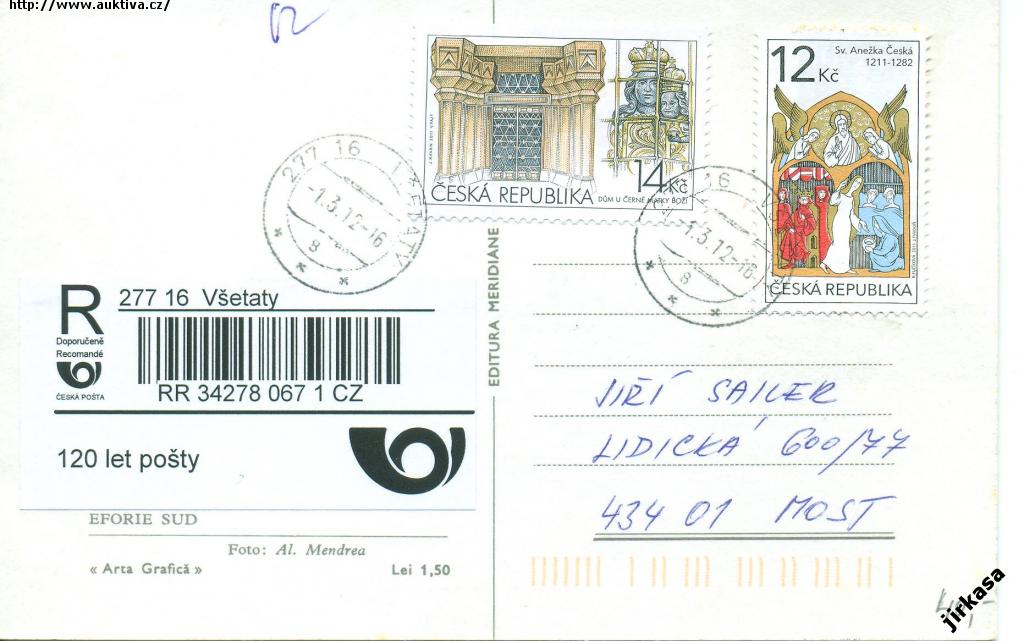 http://www.auktiva.cz/
ČESKÁ REPUBLIKA
DŮM U ČERNÉ MATKY BOŽÍ
14 Kč
12 Kč
Sv. Anežka Česká
1211-1282
ČESKÁ REPUBLIKA
277 16 VŠETATY
-1.3.12-16
8
16
-1.3.12-16
8
R
Doporučeně
Recomandé
ČESKÁ POŠTA
277 16 Všetaty
RR 34278 067 1 CZ
120 let pošty
EFORIE SUD
Foto: Al. Mendrea
« Arta Grafică »
Lei 1,50
EDITURA MERIDIANE
JIŘÍ SAILER
LIDICKÁ 600/77
434 01 MOST
jirkasa